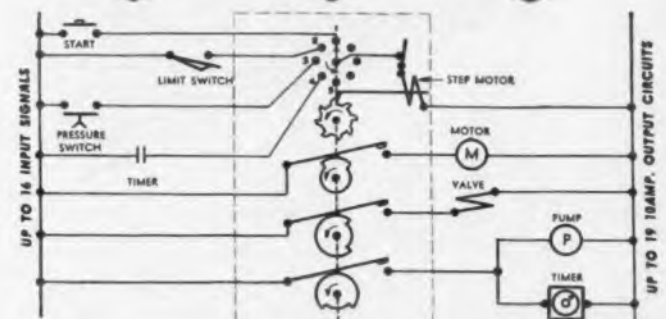 START
LIMIT SWITCH
STEP MOTOR
PRESSURE
SWITCH
TIMER
MOTOR
M
VALVE
PUMP
P
TIMER
UP TO 16 INPUT SIGNALS
UP TO 19 10AMP. OUTPUT CIRCUITS